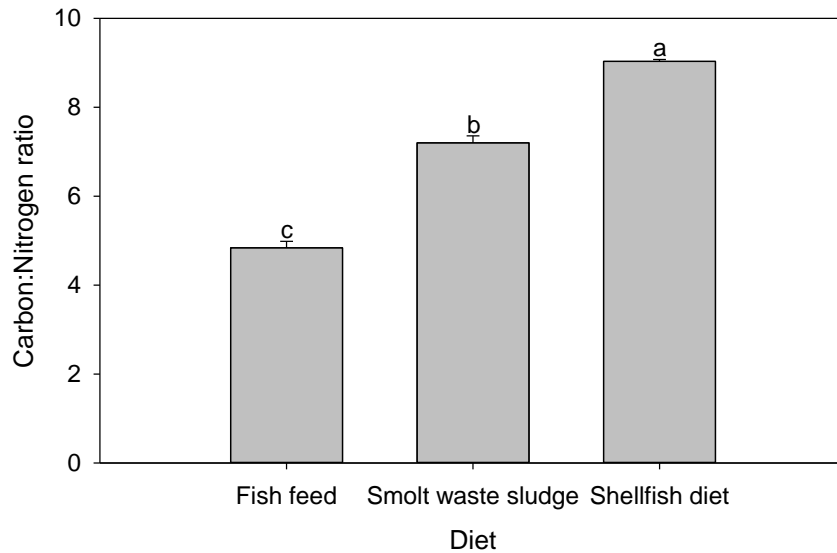 10
8
6
4
2
0
Carbon:Nitrogen ratio
c
b
a
Fish feed
Smolt waste sludge
Shellfish diet
Diet